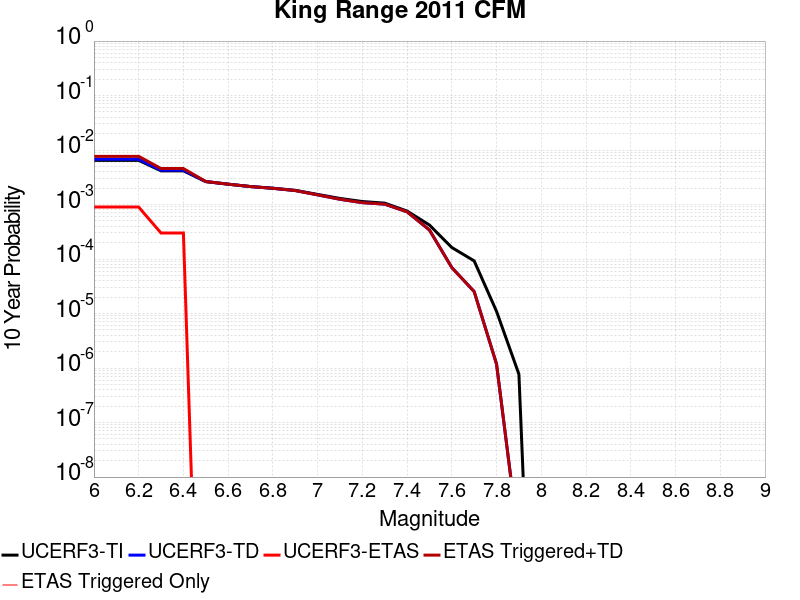 King Range 2011 CFM
10 0
10 -1
10 -2
10 -3
10 -4
10 -5
10 -6
10 -7
10 -8
10 Year Probability
6 6.2 6.4 6.6 6.8 7 7.2 7.4 7.6 7.8 8 8.2 8.4 8.6 8.8 9
Magnitude
UCERF3-TI UCERF3-TD UCERF3-ETAS ETAS Triggered+TD
ETAS Triggered Only